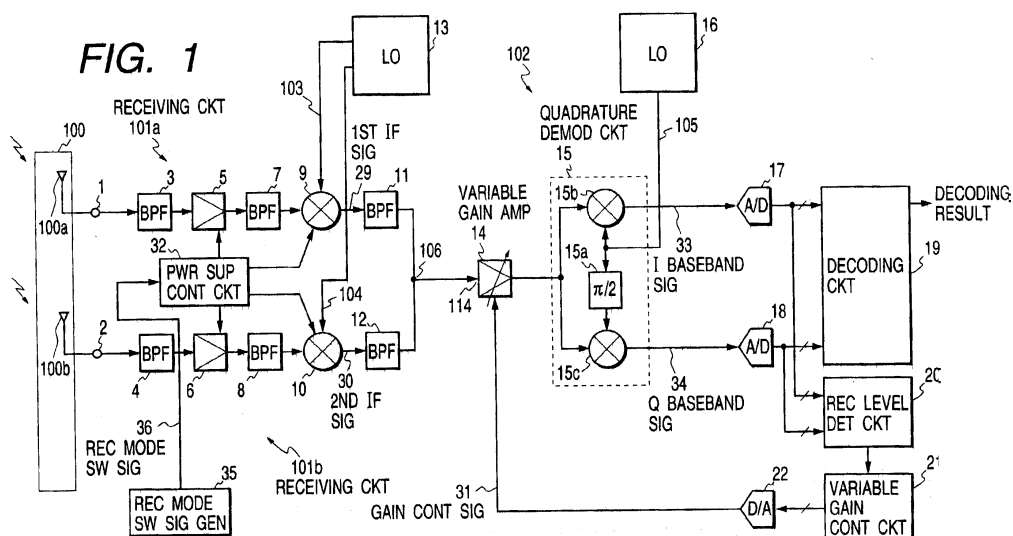 FIG. 1
13
LO
16
LO
102
103
RECEIVING CKT
101a
100
1ST IF
SIG
29
QUADRATURE
DEMOD CKT
105
15
15b
1
3
5
7
9
11
17
BPF
BPF
BPF
A/D
DECODING
RESULT
100a
VARIABLE
GAIN AMP
14
114
106
33
I BASEBAND
SIG
15a
π/2
32
PWR SUP
CONT CKT
DECODING
CKT
19
104
12
18
2
BPF
BPF
BPF
A/D
100b
4
6
8
10
30
2ND IF
SIG
15c
34
Q BASEBAND
SIG
20
REC LEVEL
DET CKT
36
REC MODE
SW SIG
35
REC MODE
SW SIG GEN
101b
RECEIVING CKT
31
GAIN CONT SIG
22
D/A
21
VARIABLE
GAIN
CONT CKT